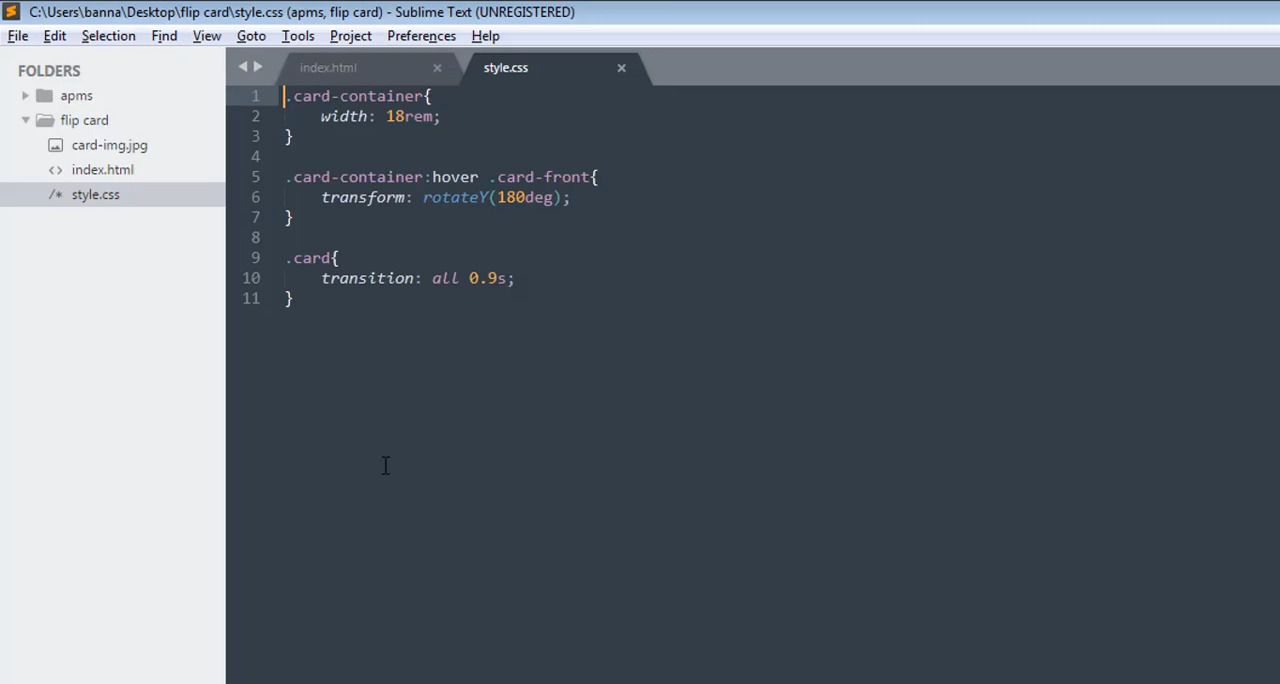 C:\Users\banna\Desktop\flip card\style.css (apms, flip card) - Sublime Text (UNREGISTERED)
File Edit Selection Find View Goto Tools Project Preferences Help
FOLDERS
apms
flip card
card-img.jpg
<> index.html
/* style.css
index.html × style.css ×
1 .card-container{
2 width: 18rem;
3 }
4
5 .card-container:hover .card-front{
6 transform: rotateY(180deg);
7 }
8
9 .card{
10 transition: all 0.9s;
11 }